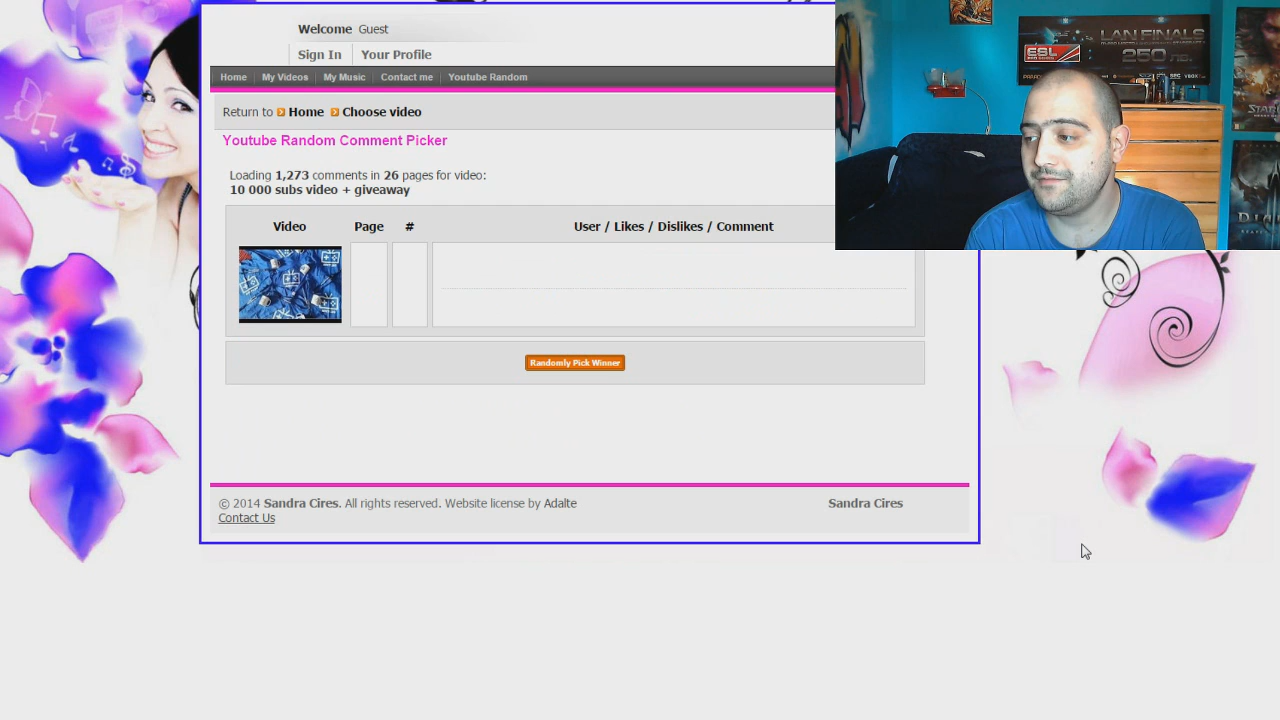 Welcome Guest
Sign In Your Profile
Home My Videos My Music Contact me Youtube Random
Return to Home Choose video
Youtube Random Comment Picker
Loading 1,273 comments in 26 pages for video:
10 000 subs video + giveaway
Video Page # User / Likes / Dislikes / Comment
Randomly Pick Winner
© 2014 Sandra Cires. All rights reserved. Website license by Adalte
Sandra Cires
Contact Us
LAN FINALS
ESL
250